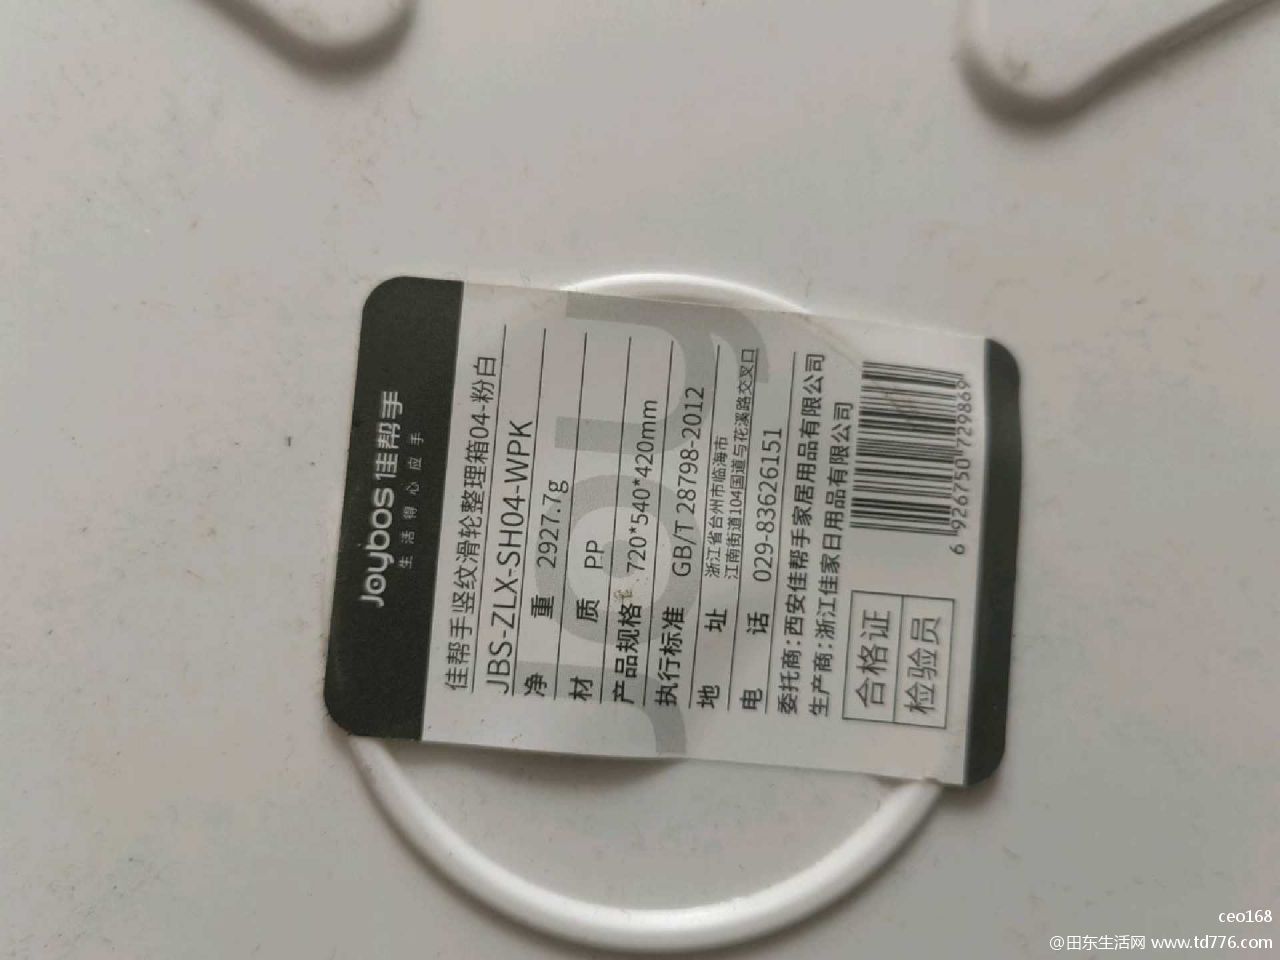 Joybos 佳帮手
生活得心应手
佳帮手竖纹滑轮整理箱04-粉白
JBS-ZLX-SH04-WPK
净重 2927.7g
材质 PP
产品规格 720*540*420mm
执行标准 GB/T 28798-2012
地址 浙江省台州市临海市
江南街道104国道与花溪路交叉口
电话 029-83626151
委托商：西安佳帮手家居用品有限公司
生产商：浙江佳家日用品有限公司
合格证
检验员
6 926750 729869
Joy
ceo168
@田东生活网 www.td776.com